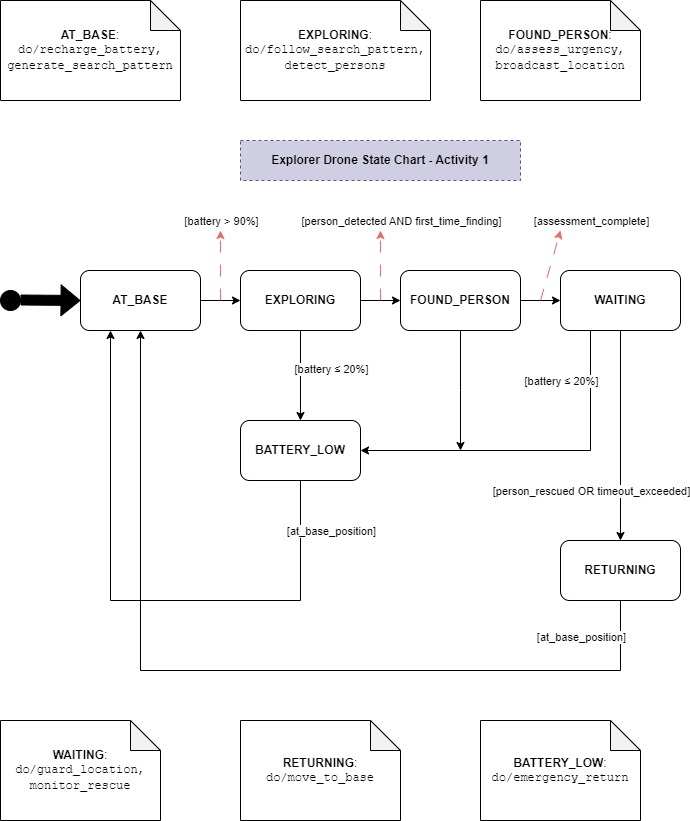 AT_BASE:
do/recharge_battery,
generate_search_pattern
EXPLORING:
do/follow_search_pattern,
detect_persons
FOUND_PERSON:
do/assess_urgency,
broadcast_location
Explorer Drone State Chart - Activity 1
[battery > 90%]
[person_detected AND first_time_finding]
[assessment_complete]
AT_BASE
EXPLORING
FOUND_PERSON
WAITING
[battery ≤ 20%]
[battery ≤ 20%]
BATTERY_LOW
[person_rescued OR timeout_exceeded]
[at_base_position]
RETURNING
[at_base_position]
WAITING:
do/guard_location,
monitor_rescue
RETURNING:
do/move_to_base
BATTERY_LOW:
do/emergency_return